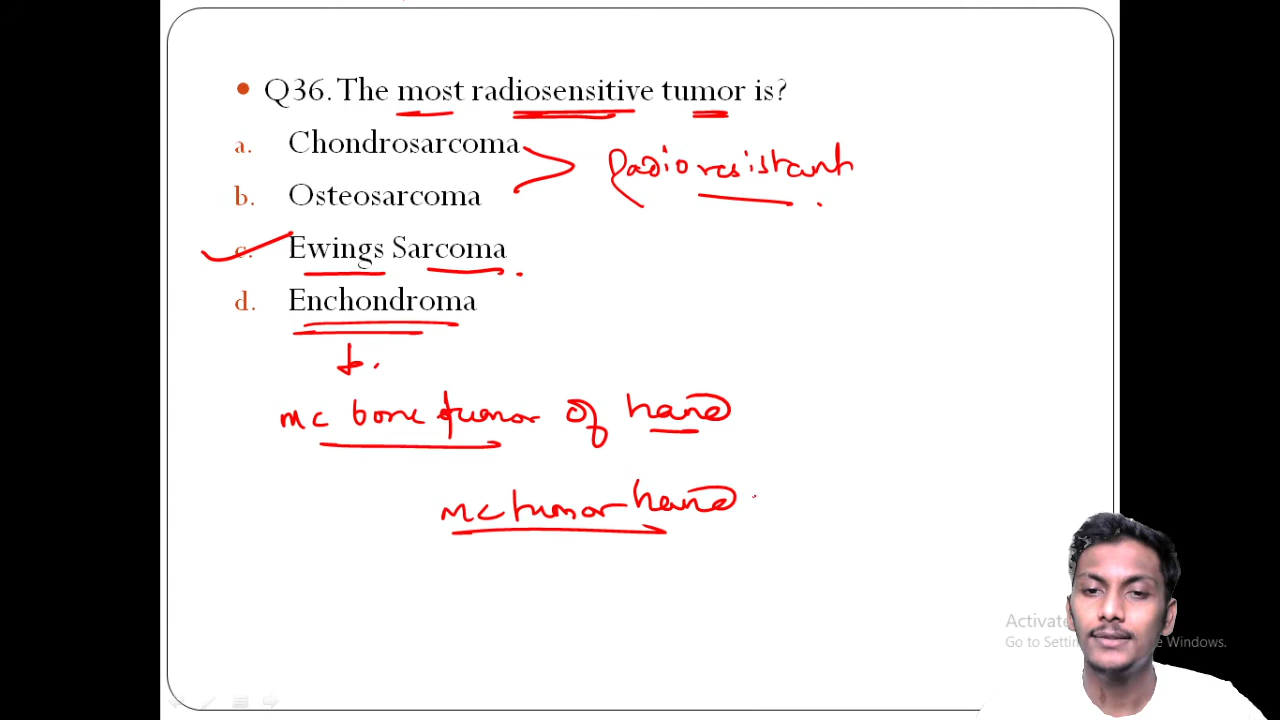 • Q36. The most radiosensitive tumor is?
a. Chondrosarcoma
b. Osteosarcoma
Radioresistant
c. Ewings Sarcoma
d. Enchondroma
mc bone tumor of hand
mc tumor hand
Activate
Go to Settin e Windows.